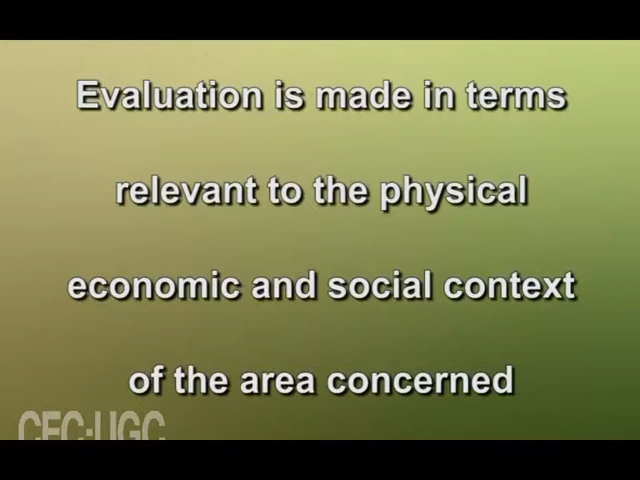 Evaluation is made in terms
relevant to the physical
economic and social context
of the area concerned
CEC:UGC